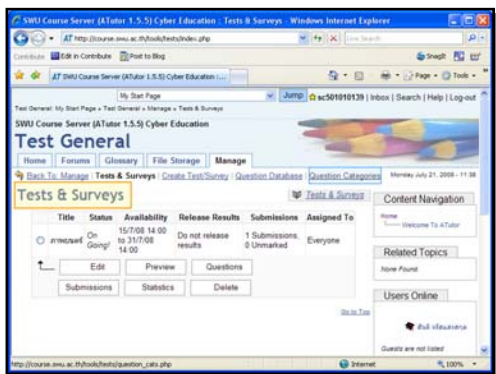 SWU Course Server (ATutor 1.5.5) Cyber Education : Tests & Surveys - Windows Internet Explorer
http://course.swu.ac.th/tools/tests/index.php
Live Search
Contribute Edit in Contribute Post to Blog
SnagIt
SWU Course Server (ATutor 1.5.5) Cyber Education : ...
Page Tools
My Start Page Jump sc501010139 | Inbox | Search | Help | Log-out
Test General: My Start Page » Test General » Manage » Tests & Surveys
SWU Course Server (ATutor 1.5.5) Cyber Education
Test General
Home Forums Glossary File Storage Manage
Back To: Manage | Tests & Surveys | Create Test/Survey | Question Database | Question Categories Monday July 21, 2008 - 11:38
Tests & Surveys
Tests & Surveys
Content Navigation
Home
Welcome To ATutor
Title Status Availability Release Results Submissions Assigned To
On Going! 15/7/08 14:00 to 31/7/08 14:00 Do not release results 1 Submissions, 0 Unmarked Everyone
Edit Preview Questions
Submissions Statistics Delete
Related Topics
None Found
Users Online
Go to Top
Guests are not listed
http://course.swu.ac.th/tools/tests/question_cats.php Internet 100%